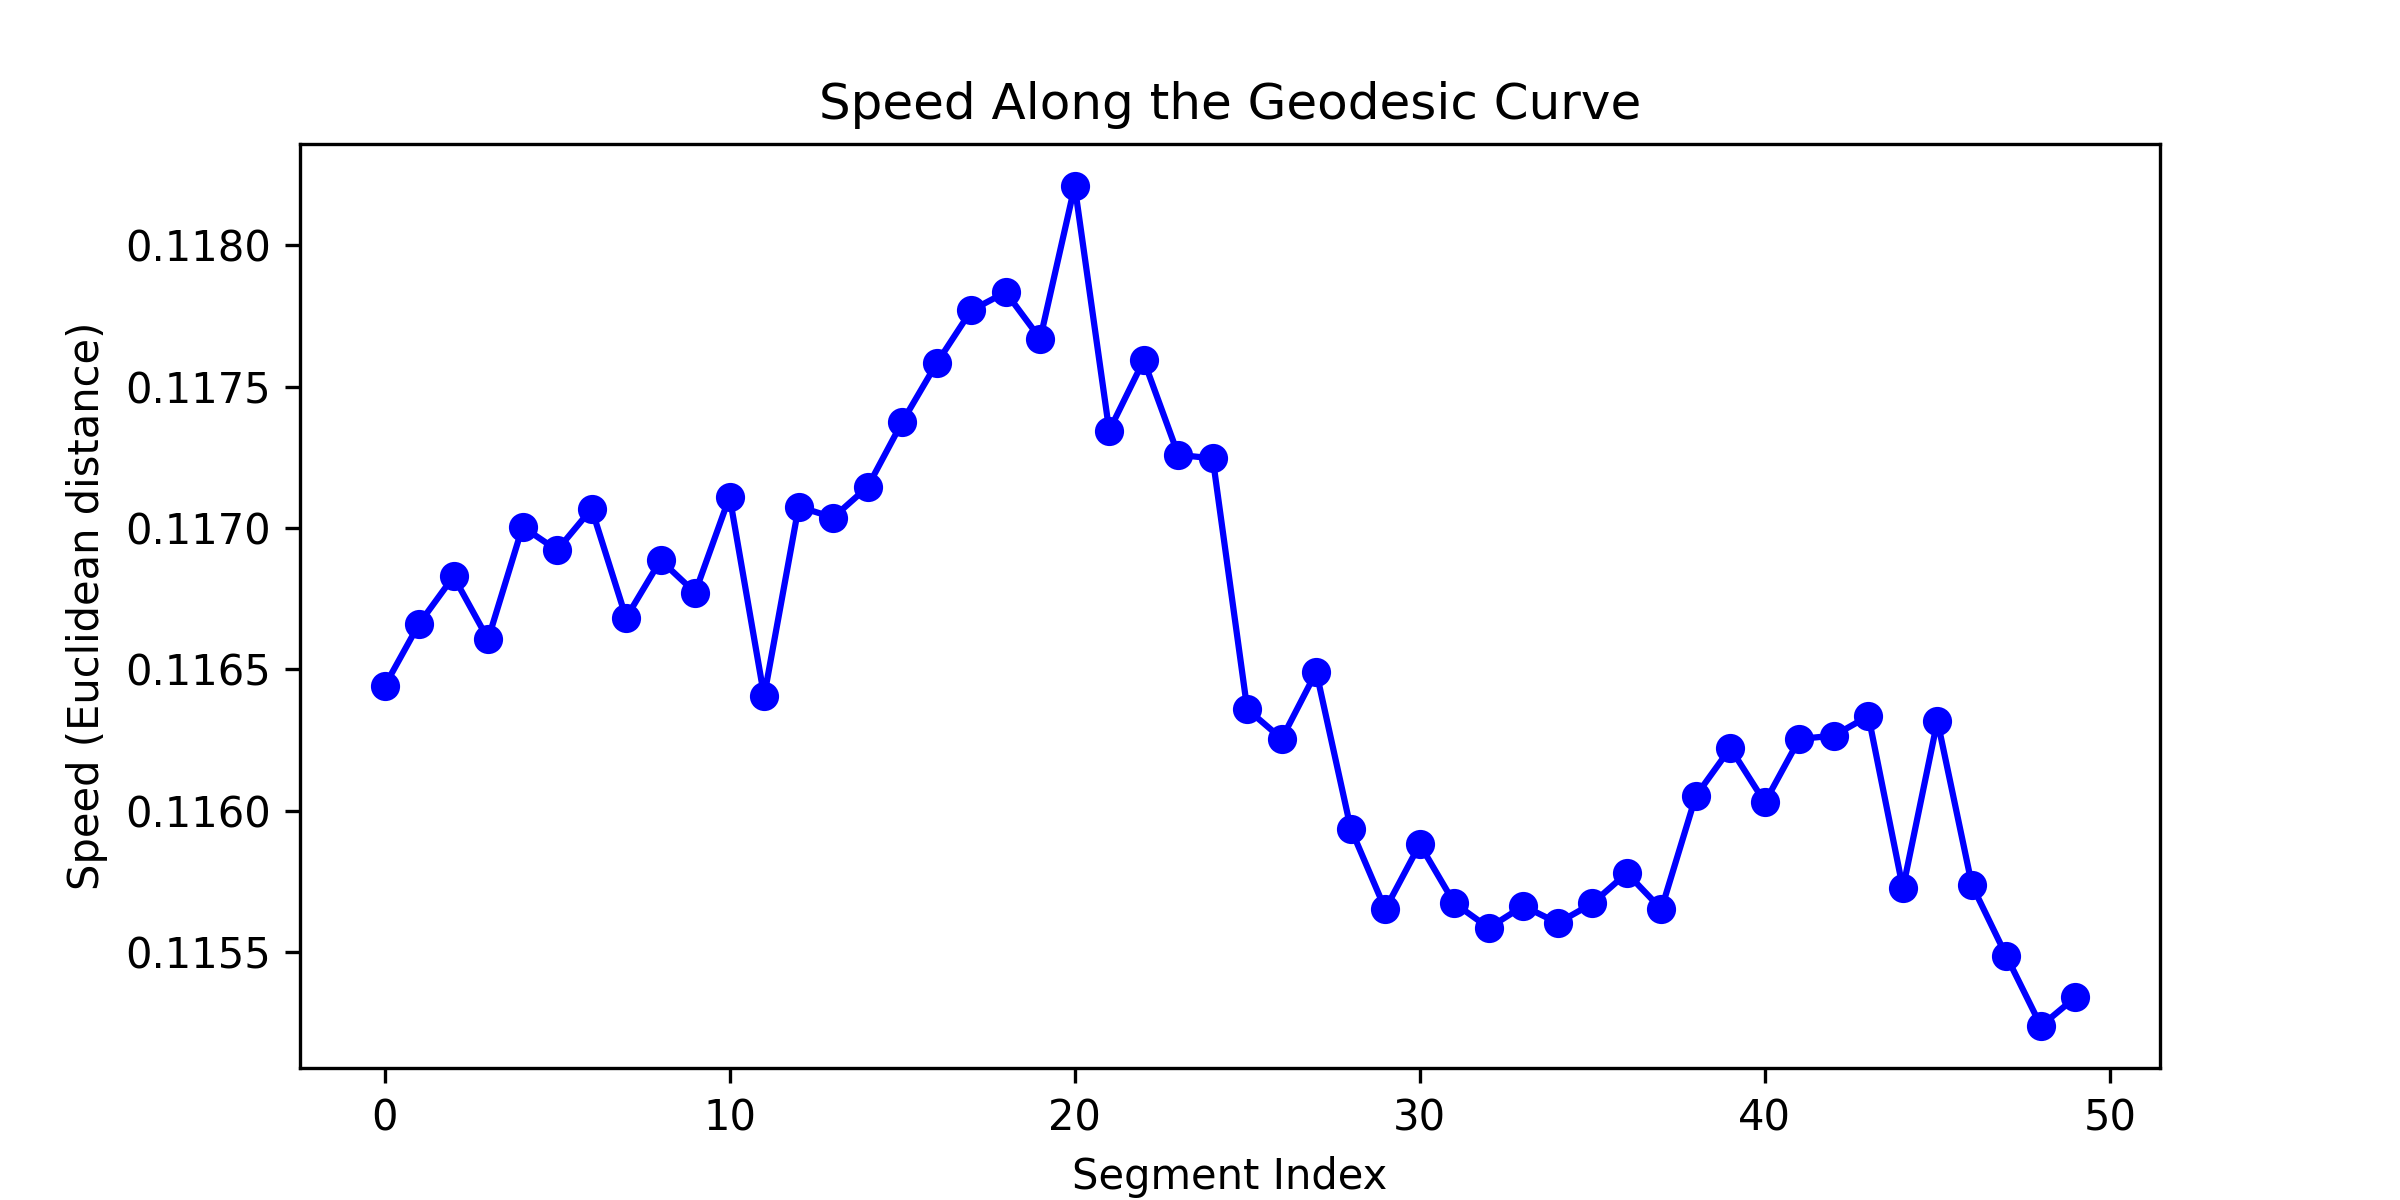 Speed Along the Geodesic Curve
Speed (Euclidean distance)
0.1180
0.1175
0.1170
0.1165
0.1160
0.1155
0 10 20 30 40 50
Segment Index